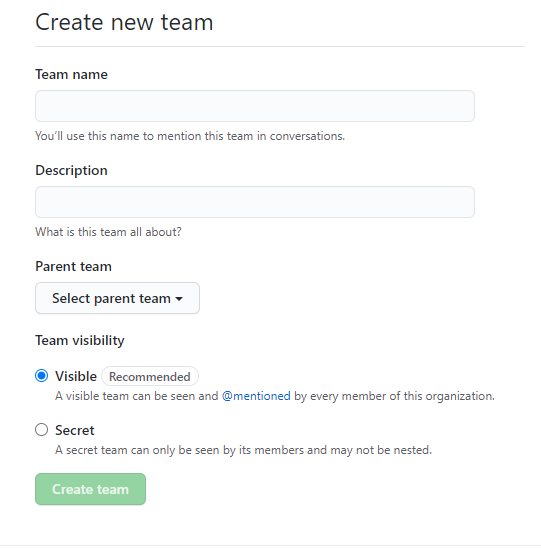 Create new team
Team name
You’ll use this name to mention this team in conversations.
Description
What is this team all about?
Parent team
Select parent team
Team visibility
Visible Recommended
A visible team can be seen and @mentioned by every member of this organization.
Secret
A secret team can only be seen by its members and may not be nested.
Create team